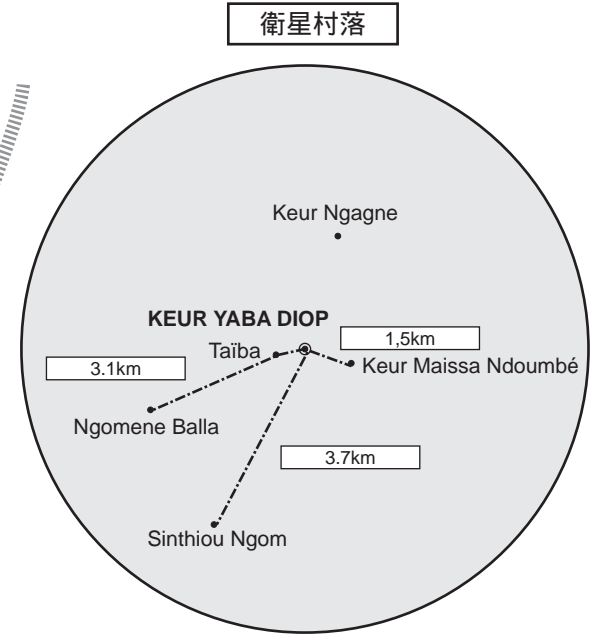 衛星村落
Keur Ngagne
KEUR YABA DIOP
1,5km
Taïba
3.1km
Keur Maissa Ndoumbé
Ngomene Balla
3.7km
Sinthiou Ngom